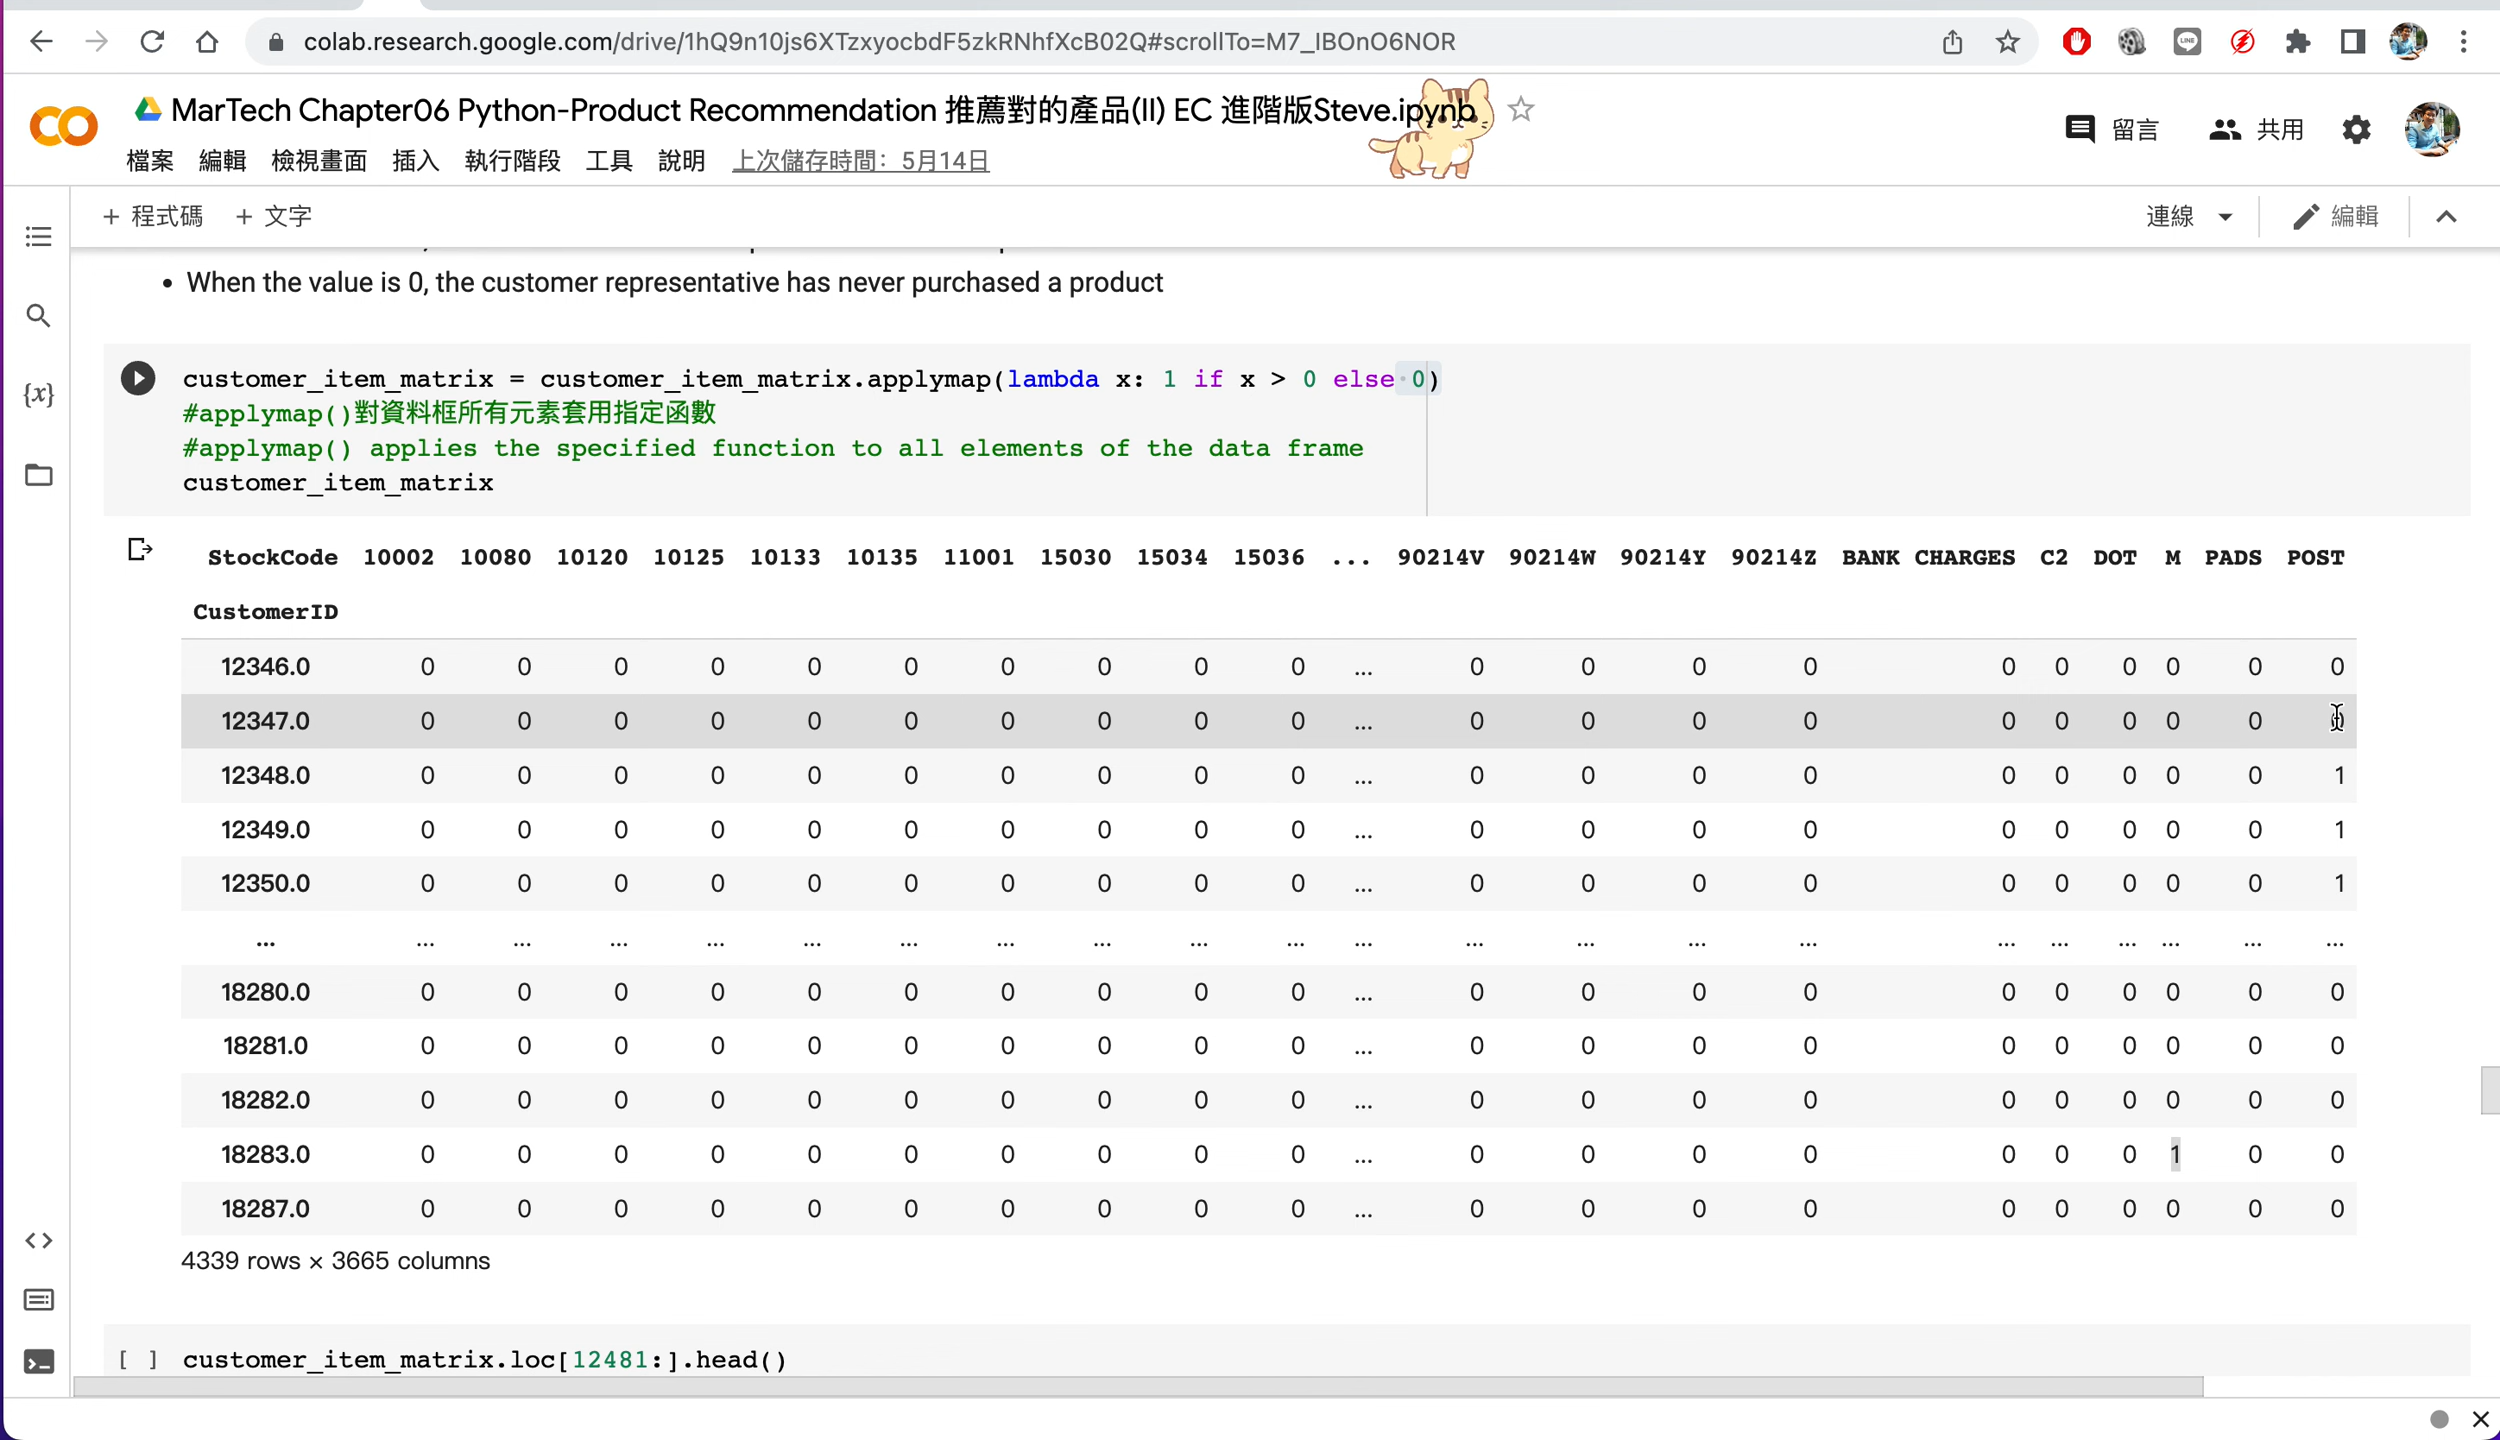 colab.research.google.com/drive/1hQ9n10js6XTzxyocbdF5zkRNhfXcB02Q#scrollTo=M7_IBOnO6NOR
MarTech Chapter06 Python-Product Recommendation 推薦對的產品(II) EC 進階版Steve.ipynb
留言 共用
檔案 編輯 檢視畫面 插入 執行階段 工具 說明 上次儲存時間：5月14日
+ 程式碼 + 文字 連線 編輯
• When the value is 0, the customer representative has never purchased a product
customer_item_matrix = customer_item_matrix.applymap(lambda x: 1 if x > 0 else 0)
#applymap()對資料框所有元素套用指定函數
#applymap() applies the specified function to all elements of the data frame
customer_item_matrix
StockCode 10002 10080 10120 10125 10133 10135 11001 15030 15034 15036 ... 90214V 90214W 90214Y 90214Z BANK CHARGES C2 DOT M PADS POST
CustomerID
12346.0 0 0 0 0 0 0 0 0 0 0 ... 0 0 0 0 0 0 0 0 0 0
12347.0 0 0 0 0 0 0 0 0 0 0 ... 0 0 0 0 0 0 0 0 0 0
12348.0 0 0 0 0 0 0 0 0 0 0 ... 0 0 0 0 0 0 0 0 0 1
12349.0 0 0 0 0 0 0 0 0 0 0 ... 0 0 0 0 0 0 0 0 0 1
12350.0 0 0 0 0 0 0 0 0 0 0 ... 0 0 0 0 0 0 0 0 0 1
... ... ... ... ... ... ... ... ... ... ... ... ... ... ... ... ... ... ... ... ... ...
18280.0 0 0 0 0 0 0 0 0 0 0 ... 0 0 0 0 0 0 0 0 0 0
18281.0 0 0 0 0 0 0 0 0 0 0 ... 0 0 0 0 0 0 0 0 0 0
18282.0 0 0 0 0 0 0 0 0 0 0 ... 0 0 0 0 0 0 0 0 0 0
18283.0 0 0 0 0 0 0 0 0 0 0 ... 0 0 0 0 0 0 0 1 0 0
18287.0 0 0 0 0 0 0 0 0 0 0 ... 0 0 0 0 0 0 0 0 0 0
4339 rows × 3665 columns
[ ] customer_item_matrix.loc[12481:].head()